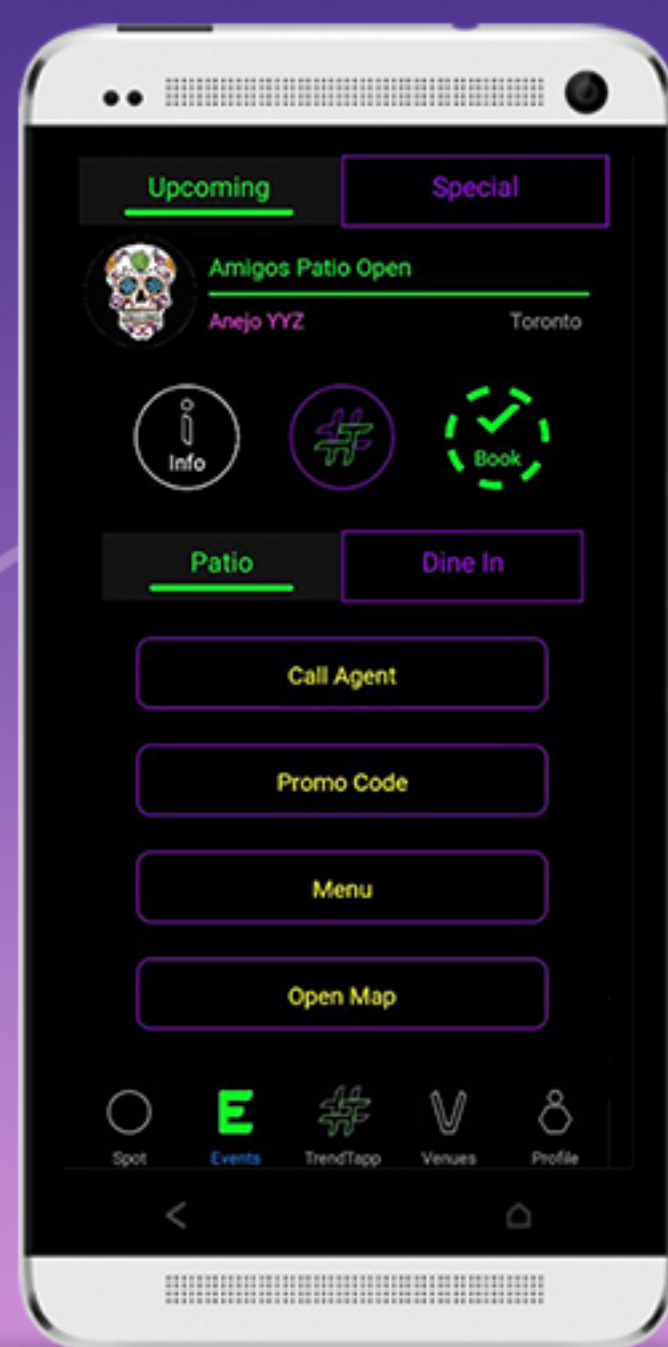 Upcoming Special
Amigos Patio Open
Anejo YYZ Toronto
Info
Book
Patio Dine In
Call Agent
Promo Code
Menu
Open Map
E
Spot Events TrendTapp Venues Profile